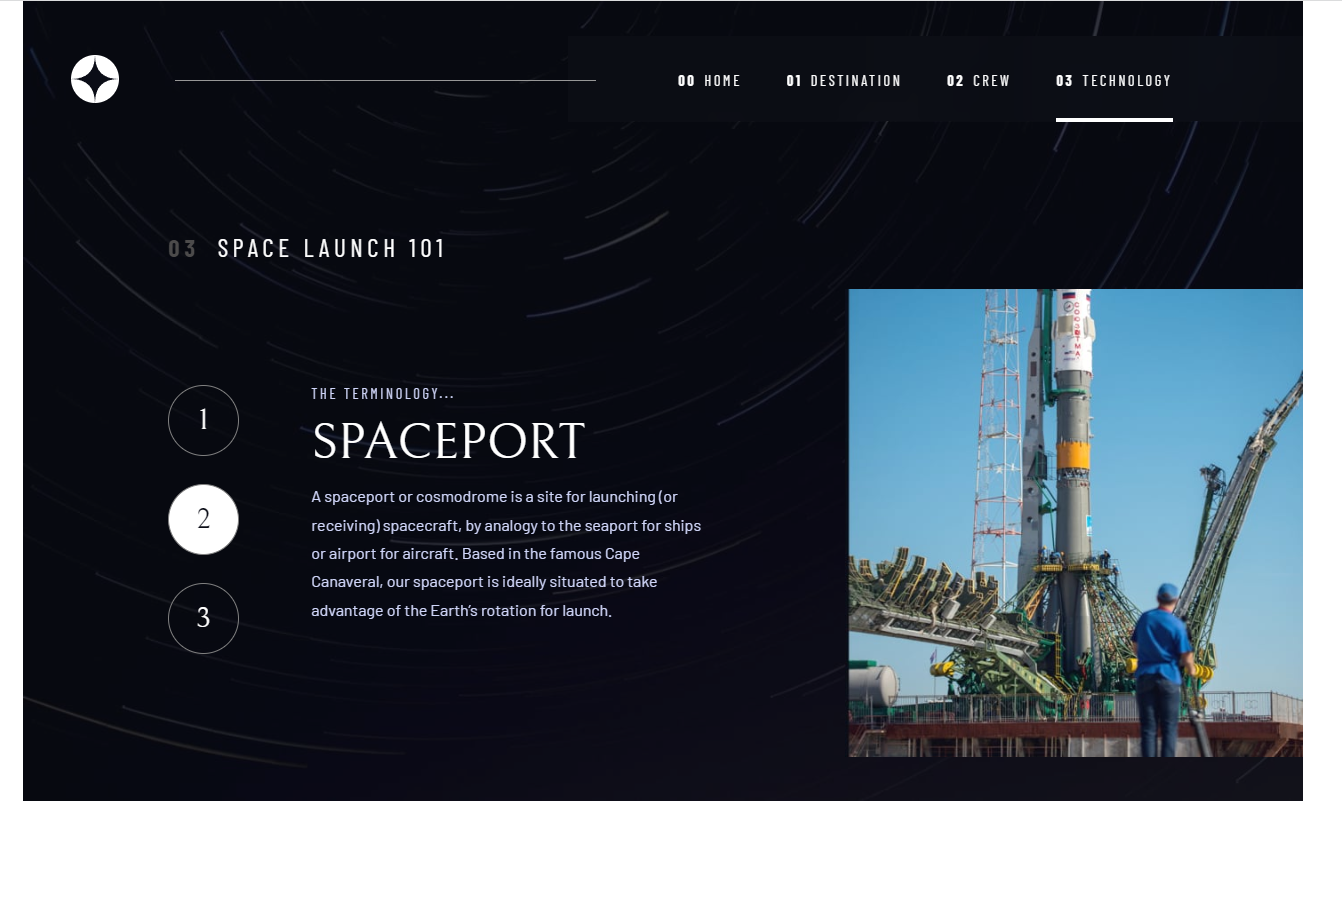 00 HOME
01 DESTINATION
02 CREW
03 TECHNOLOGY
03 SPACE LAUNCH 101
1
2
3
THE TERMINOLOGY...
SPACEPORT
A spaceport or cosmodrome is a site for launching (or
receiving) spacecraft, by analogy to the seaport for ships
or airport for aircraft. Based in the famous Cape
Canaveral, our spaceport is ideally situated to take
advantage of the Earth’s rotation for launch.